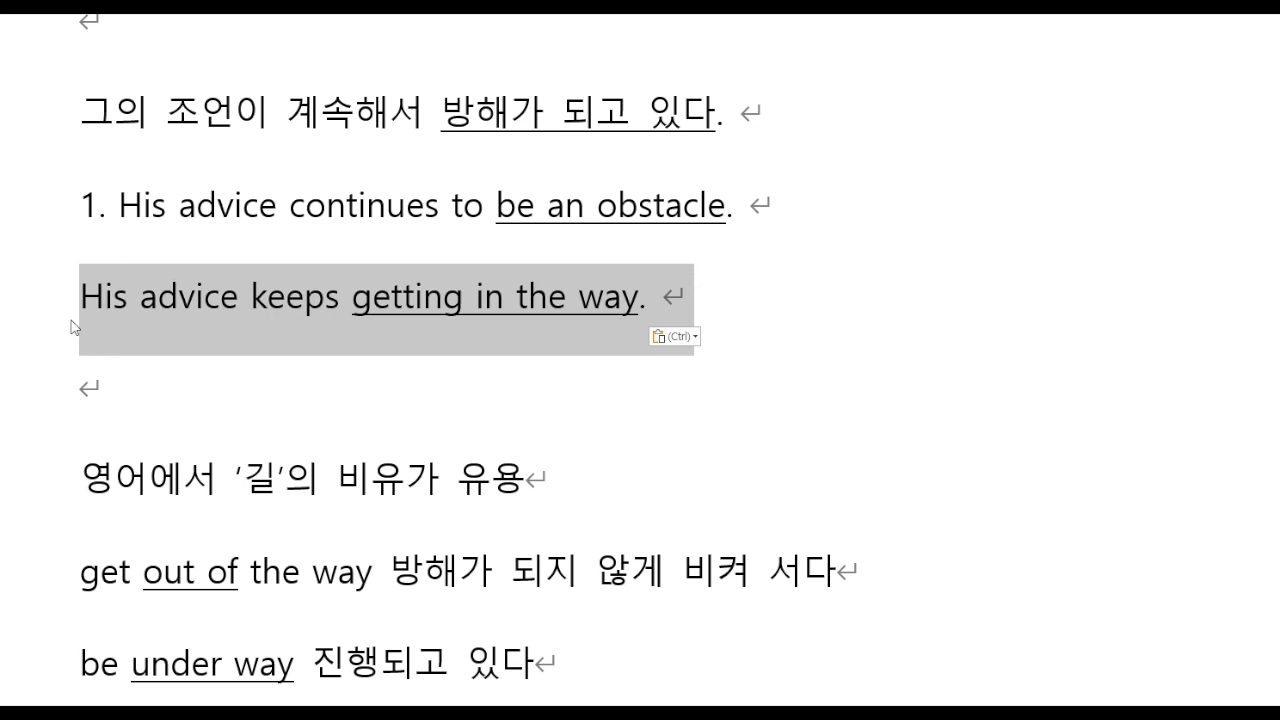 그의 조언이 계속해서 방해가 되고 있다.
1. His advice continues to be an obstacle.
His advice keeps getting in the way.
(Ctrl)
영어에서 ‘길’의 비유가 유용
get out of the way 방해가 되지 않게 비켜 서다
be under way 진행되고 있다